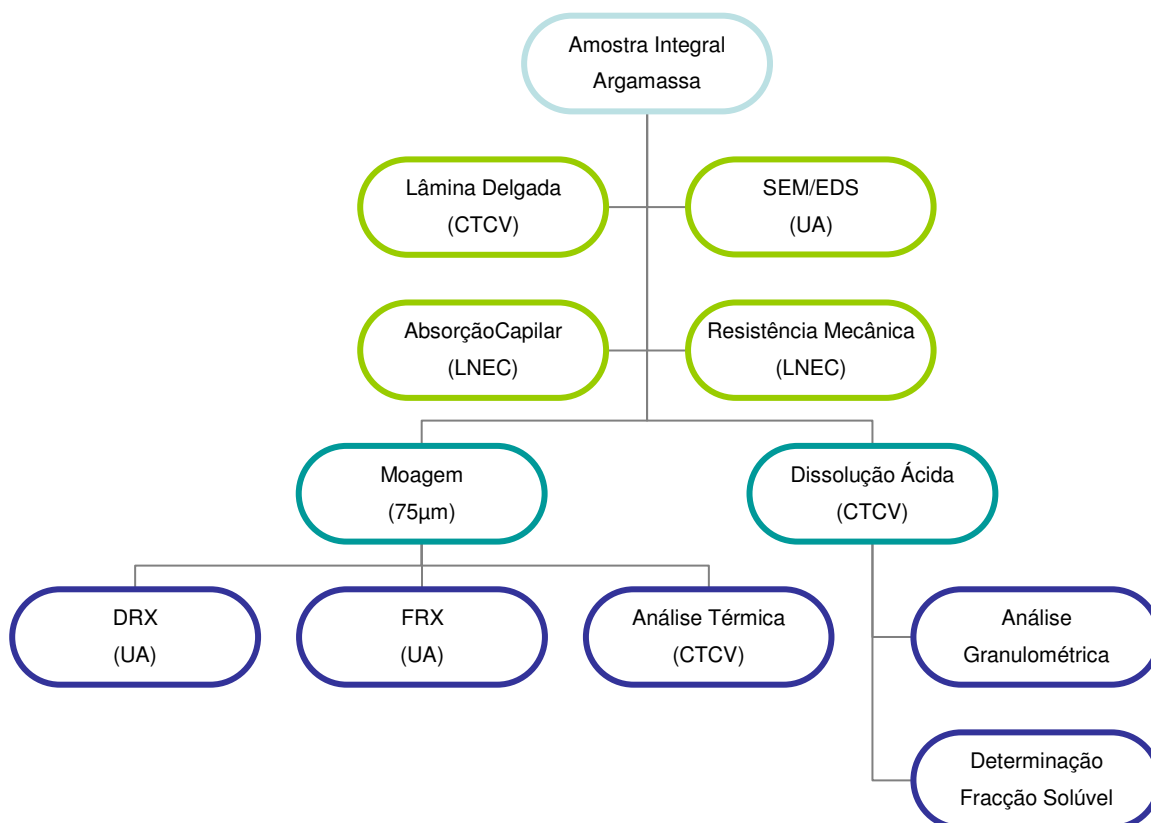 Amostra Integral
Argamassa
Lâmina Delgada
(CTCV)
SEM/EDS
(UA)
AbsorçãoCapilar
(LNEC)
Resistência Mecânica
(LNEC)
Moagem
(75µm)
Dissolução Ácida
(CTCV)
DRX
(UA)
FRX
(UA)
Análise Térmica
(CTCV)
Análise
Granulométrica
Determinação
Fracção Solúvel